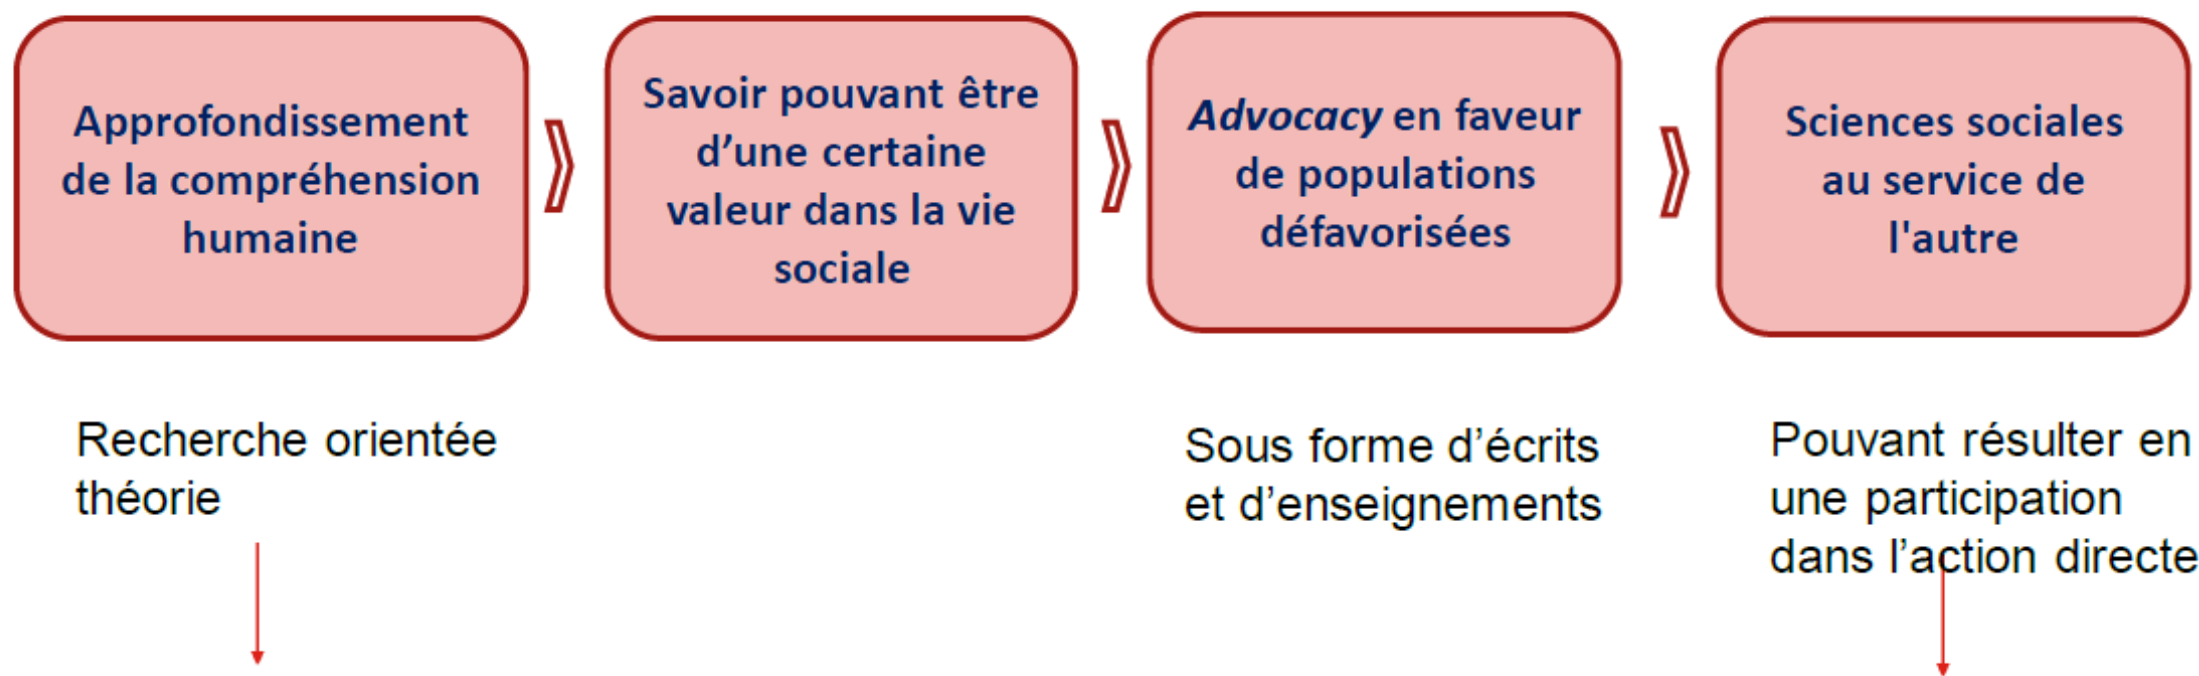 Approfondissement
de la compréhension
humaine
Savoir pouvant être
d’une certaine
valeur dans la vie
sociale
Advocacy en faveur
de populations
défavorisées
Sciences sociales
au service de
l'autre
Recherche orientée
théorie
Sous forme d’écrits
et d’enseignements
Pouvant résulter en
une participation
dans l’action directe